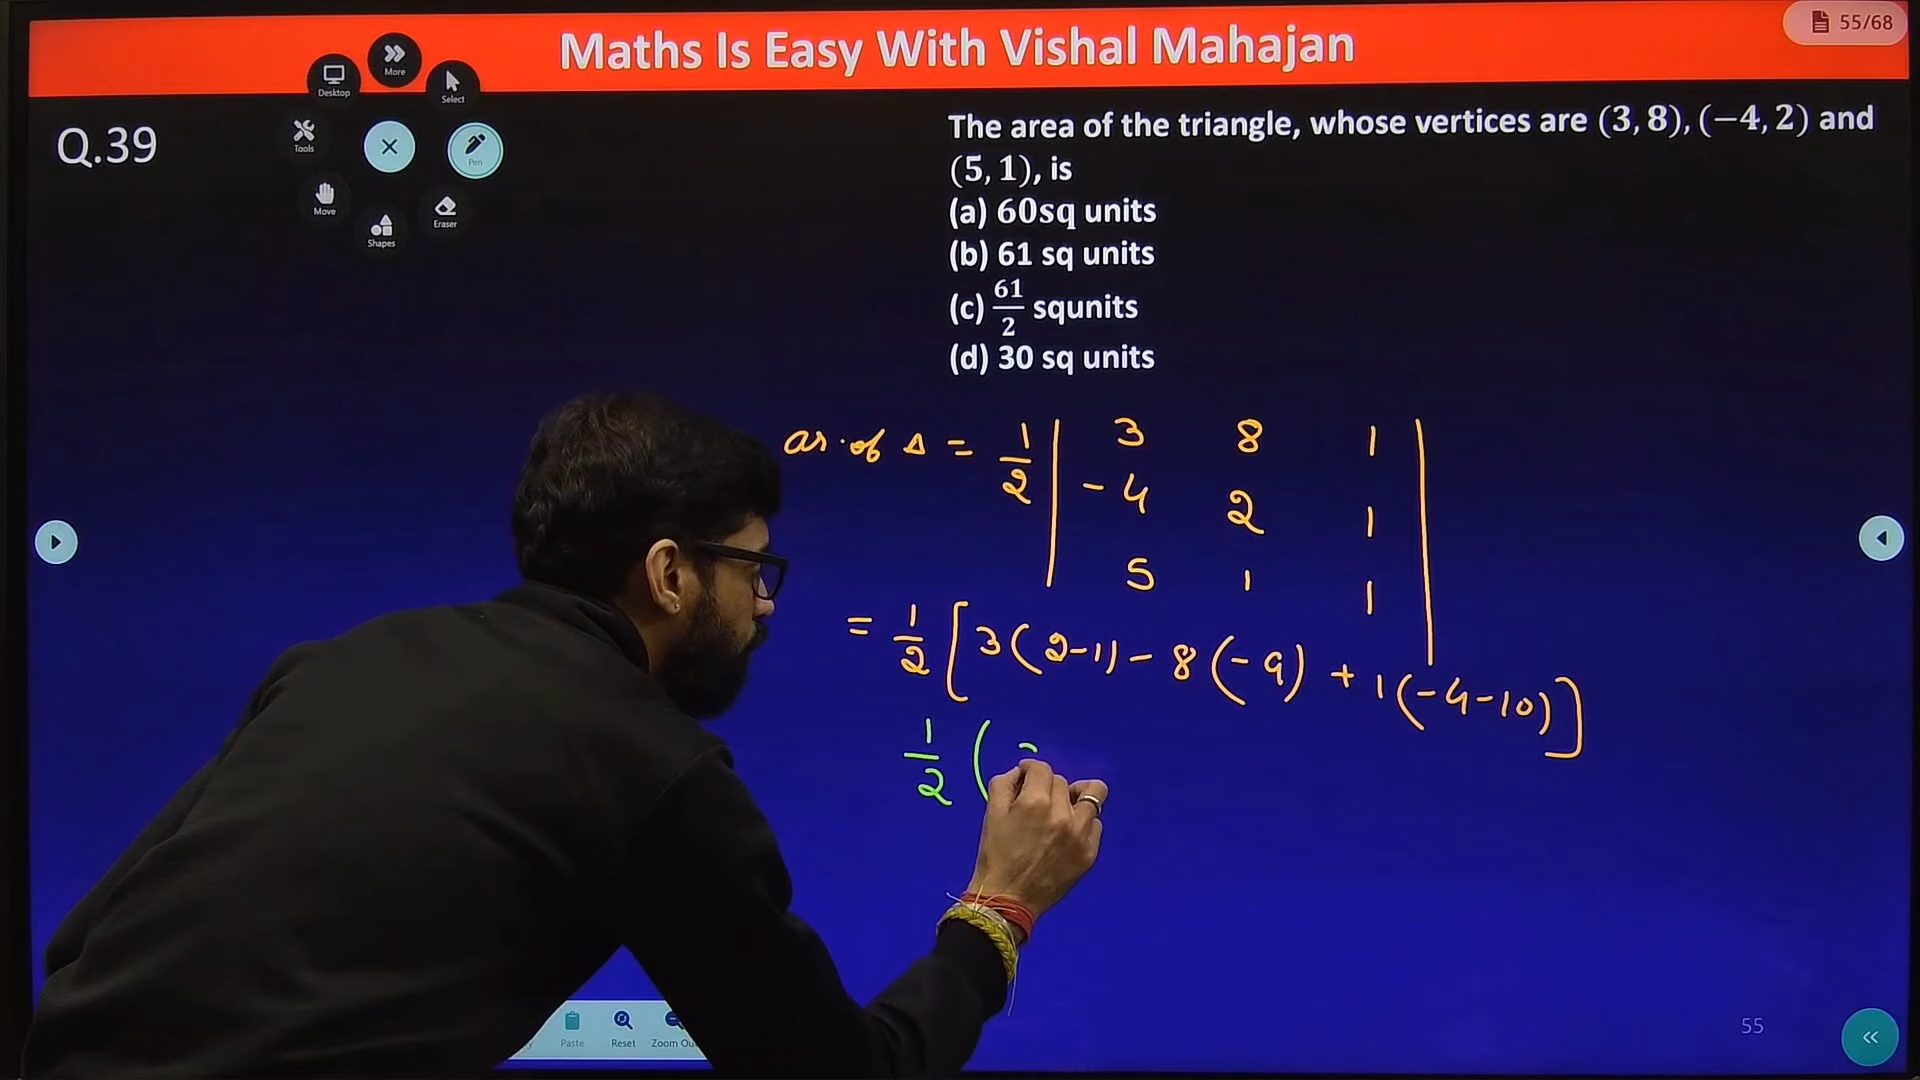 Maths Is Easy With Vishal Mahajan
55/68
More
Desktop
Select
Tools
Pen
Move
Shapes
Eraser
Q.39
The area of the triangle, whose vertices are (3, 8), (−4, 2) and
(5, 1), is
(a) 60sq units
(b) 61 sq units
(c) 61/2 squnits
(d) 30 sq units
ar. of Δ = 1/2 | 3 8 1 |
- 4 2 1
5 1 1
= 1/2 [ 3 ( 2-1) - 8 ( - 9 ) + 1 ( - 4 - 10 ) ]
1/2 (
Paste
Reset
Zoom
55